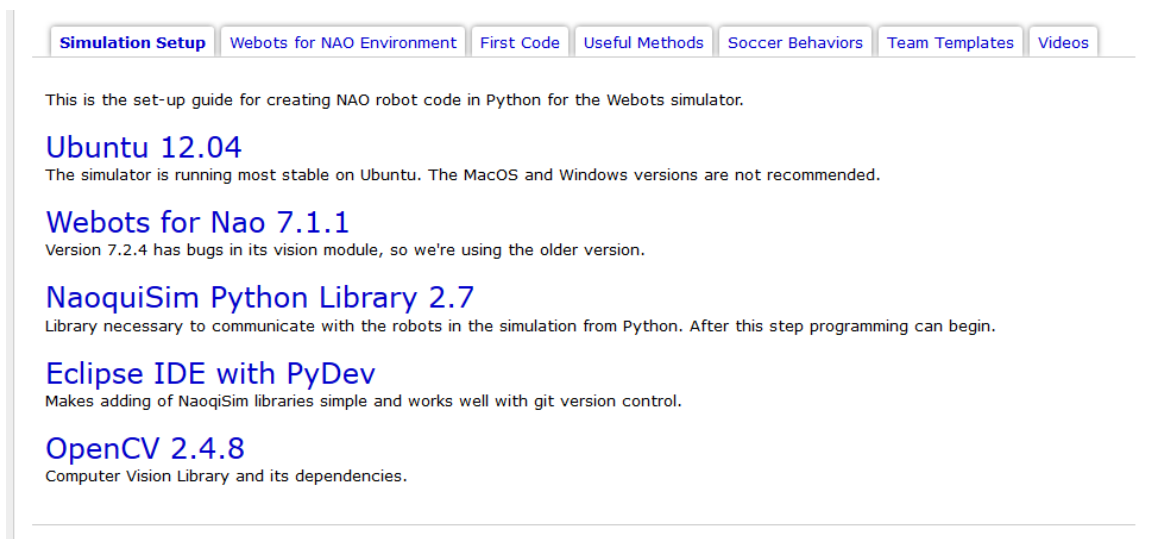 Simulation Setup Webots for NAO Environment First Code Useful Methods Soccer Behaviors Team Templates Videos
This is the set-up guide for creating NAO robot code in Python for the Webots simulator.
Ubuntu 12.04
The simulator is running most stable on Ubuntu. The MacOS and Windows versions are not recommended.
Webots for Nao 7.1.1
Version 7.2.4 has bugs in its vision module, so we're using the older version.
NaoquiSim Python Library 2.7
Library necessary to communicate with the robots in the simulation from Python. After this step programming can begin.
Eclipse IDE with PyDev
Makes adding of NaoqiSim libraries simple and works well with git version control.
OpenCV 2.4.8
Computer Vision Library and its dependencies.